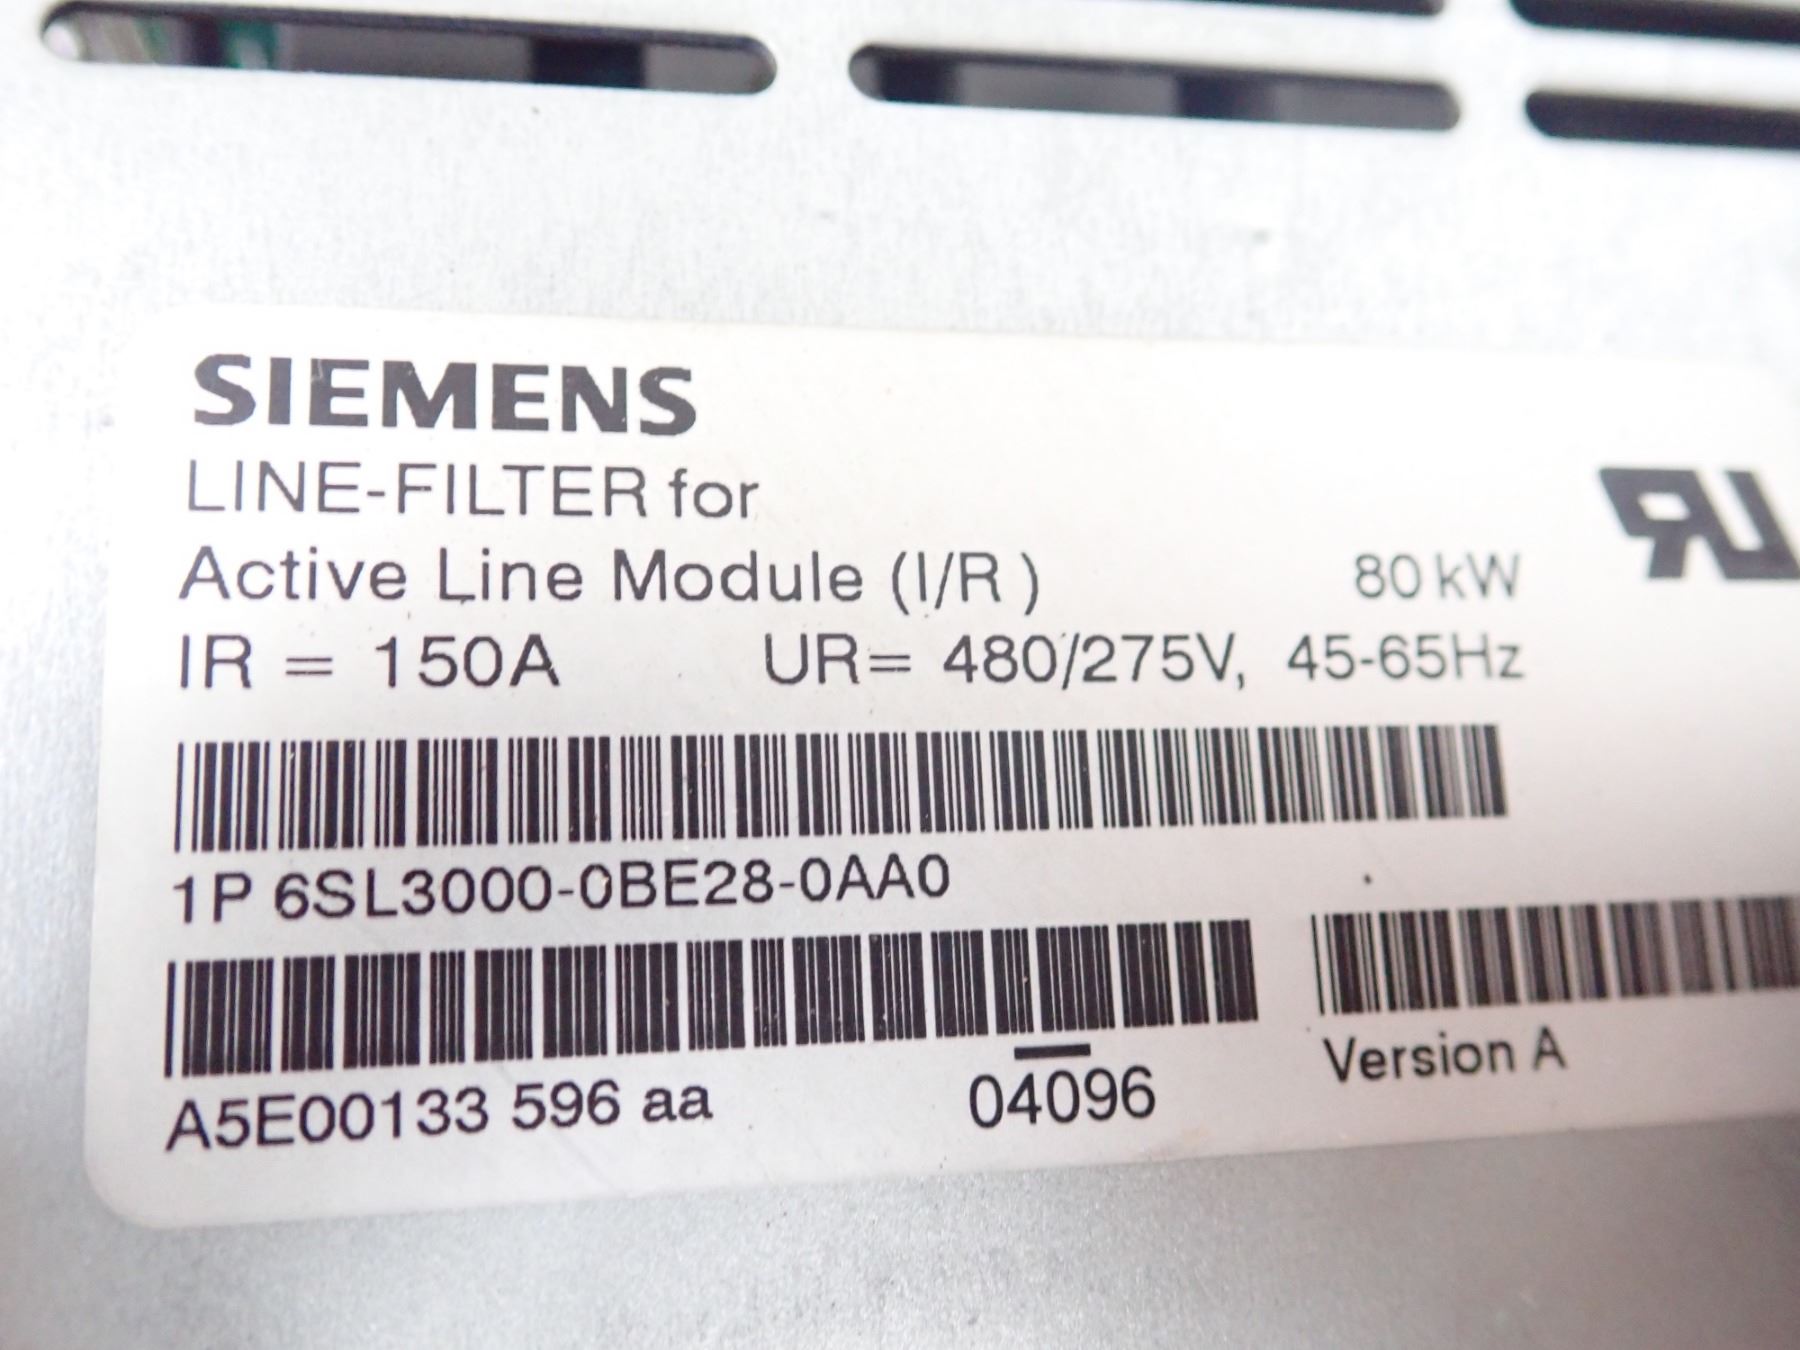 SIEMENS
LINE-FILTER for
Active Line Module (I/R ) 80 kW
IR = 150A UR= 480/275V, 45-65Hz
1P 6SL3000-0BE28-0AA0
A5E00133 596 aa 04096 Version A